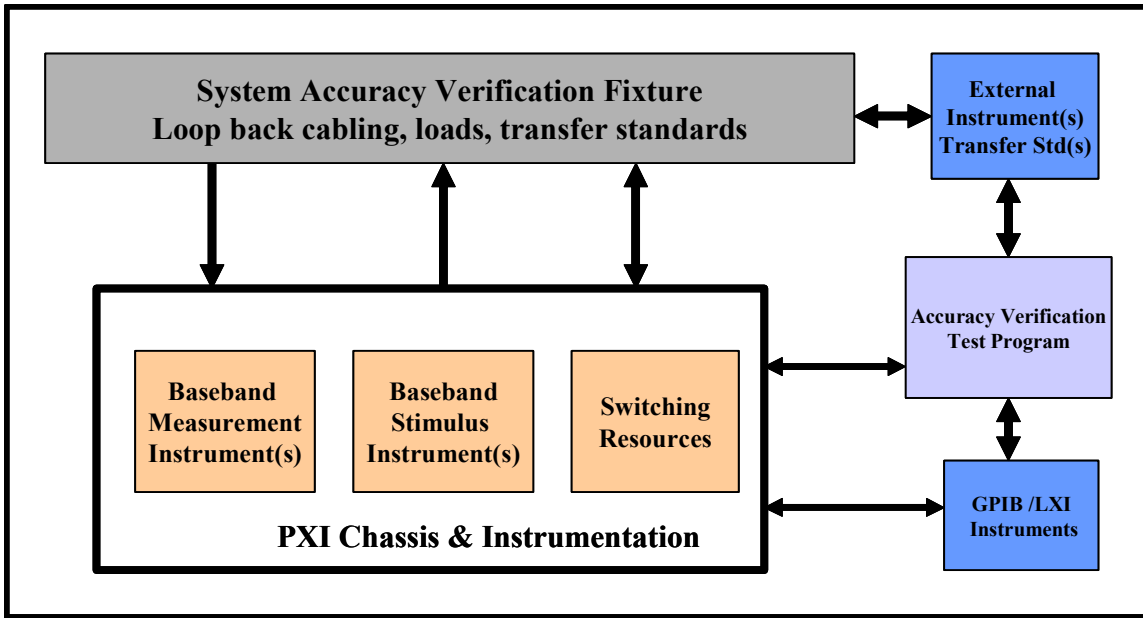 System Accuracy Verification Fixture
Loop back cabling, loads, transfer standards
External
Instrument(s)
Transfer Std(s)
Accuracy Verification
Test Program
Baseband
Measurement
Instrument(s)
Baseband
Stimulus
Instrument(s)
Switching
Resources
GPIB /LXI
Instruments
PXI Chassis & Instrumentation